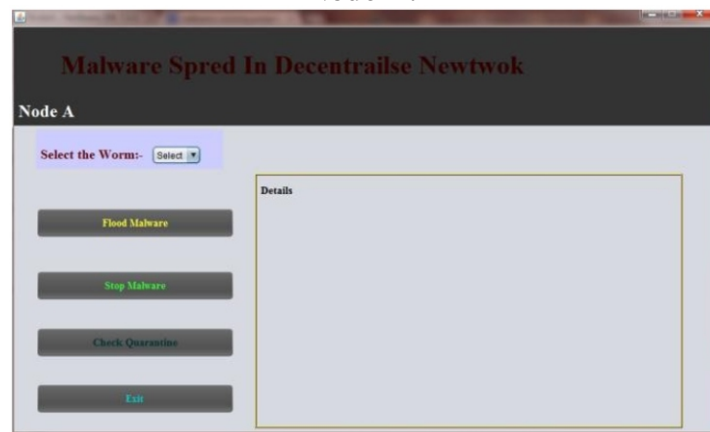 Malware Spred In Decentrailse Newtwok
Node A
Select the Worm:- Select
Details
Flood Malware
Stop Malware
Check Quarantine
Exit